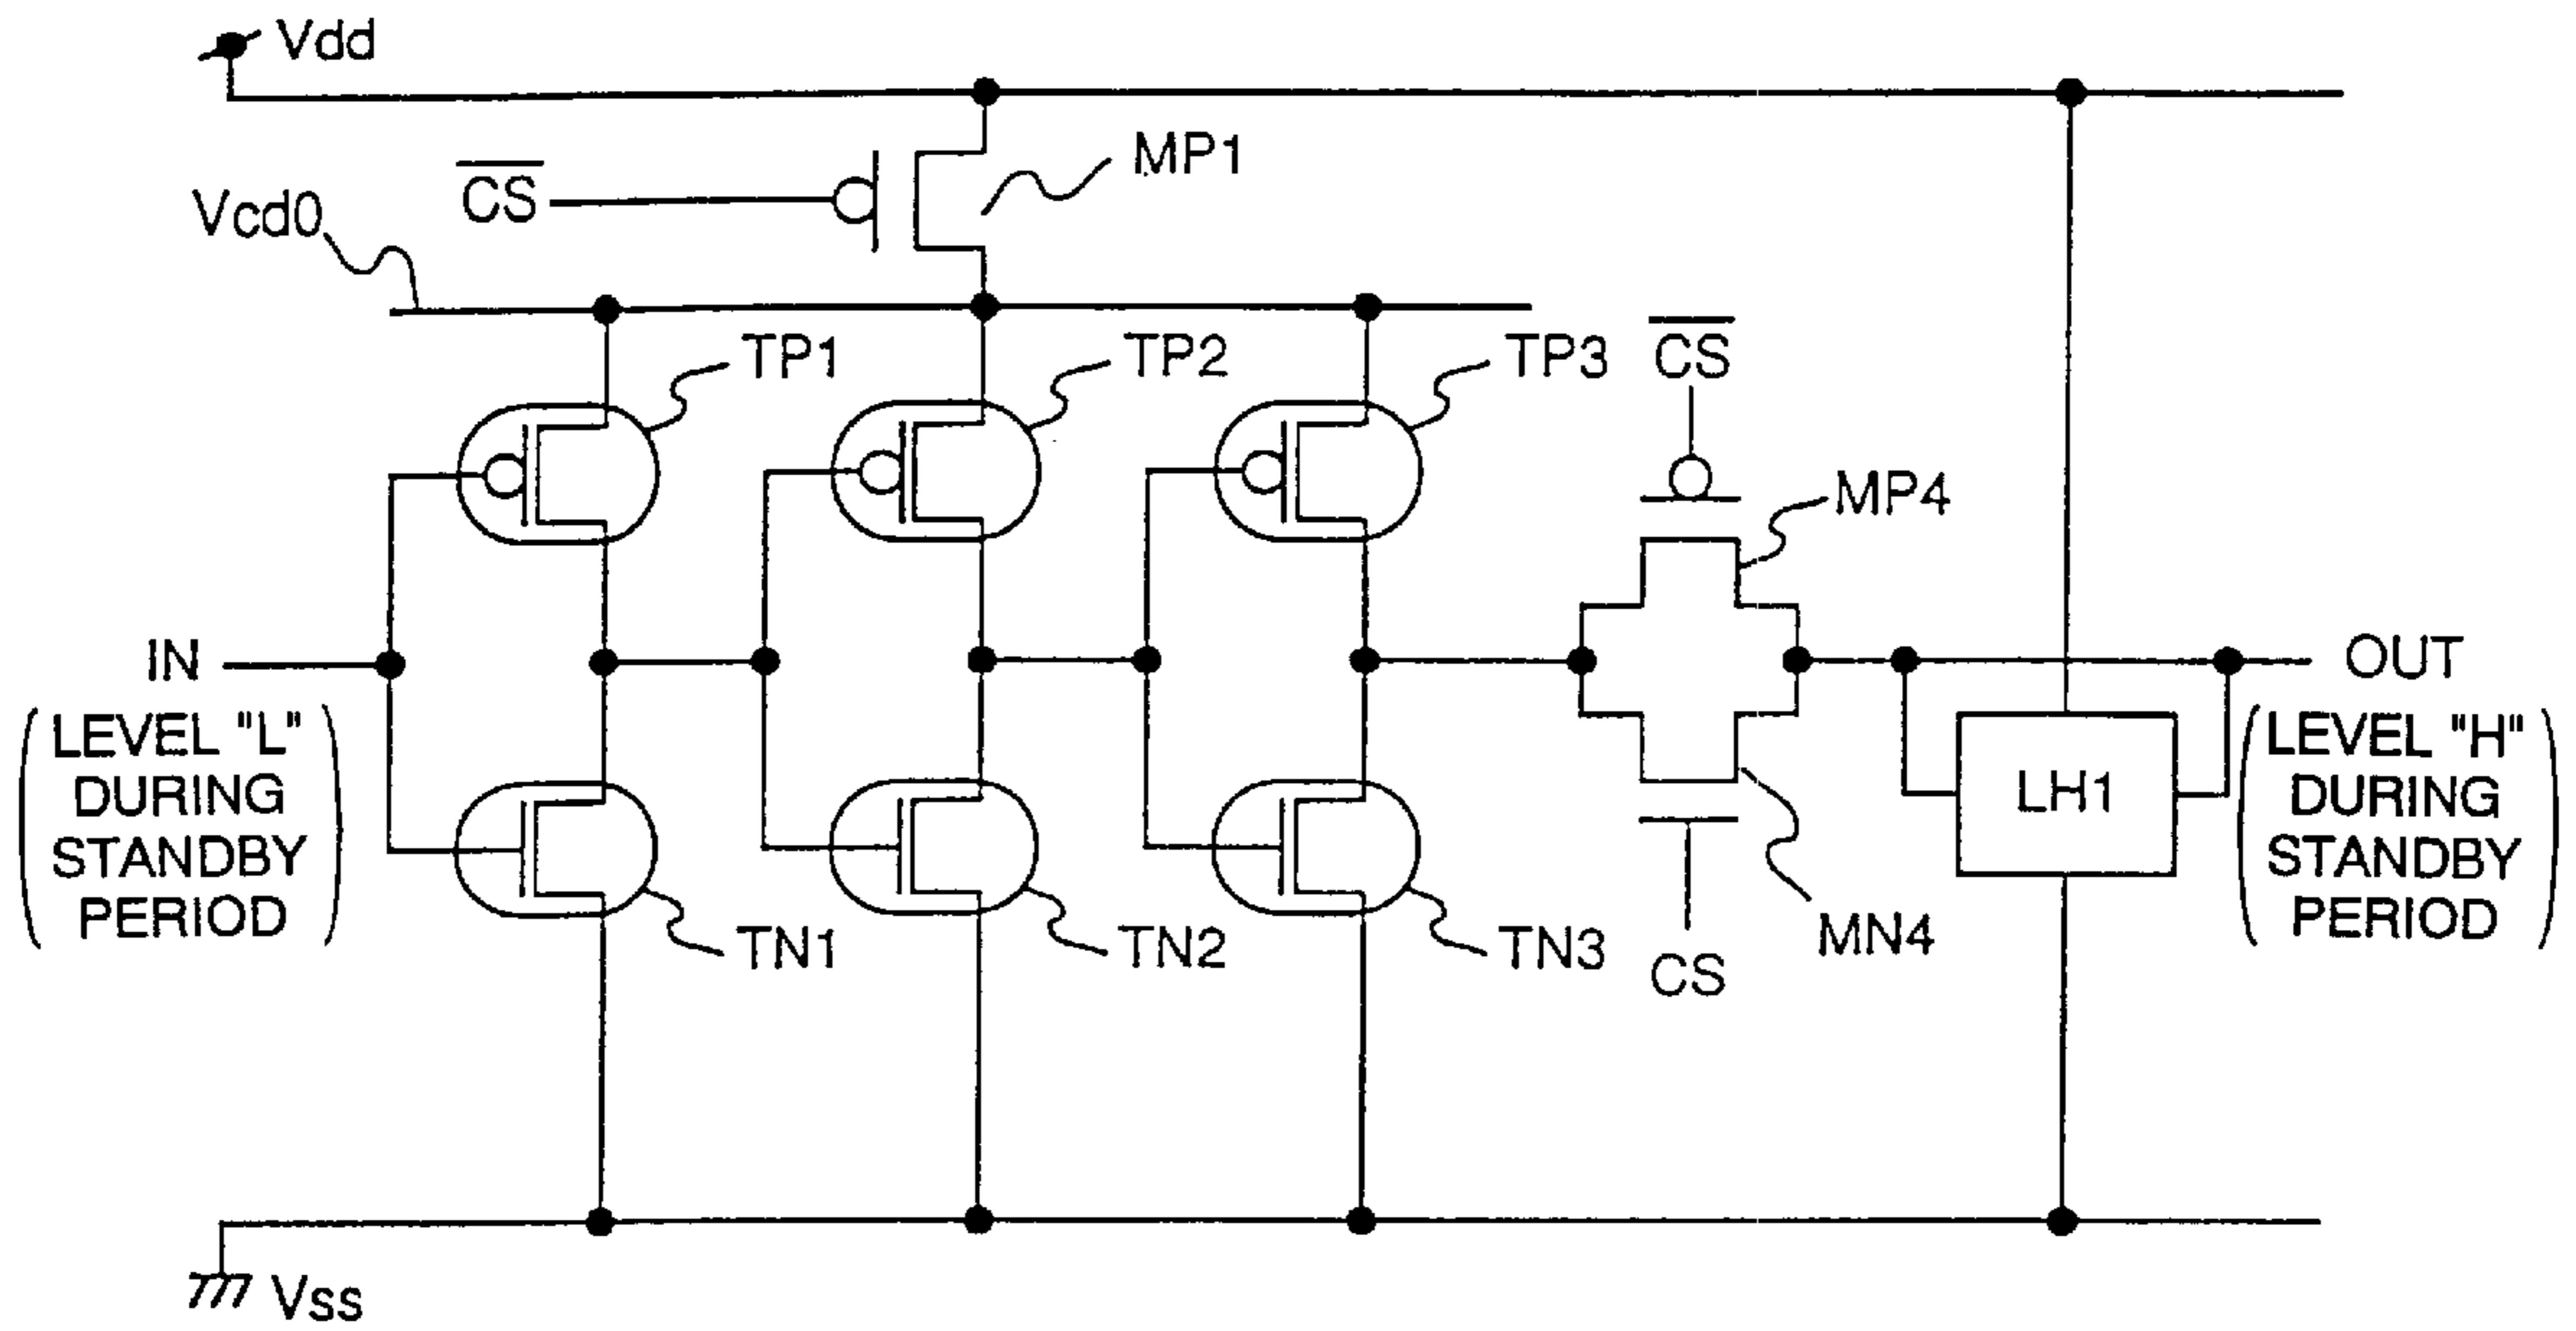 Vdd
MP1
CS
Vcd0
TP1
TP2
TP3
CS
MP4
IN
OUT
LEVEL "L"
DURING
STANDBY
PERIOD
LH1
LEVEL "H"
DURING
STANDBY
PERIOD
TN1
TN2
TN3
CS
MN4
Vss